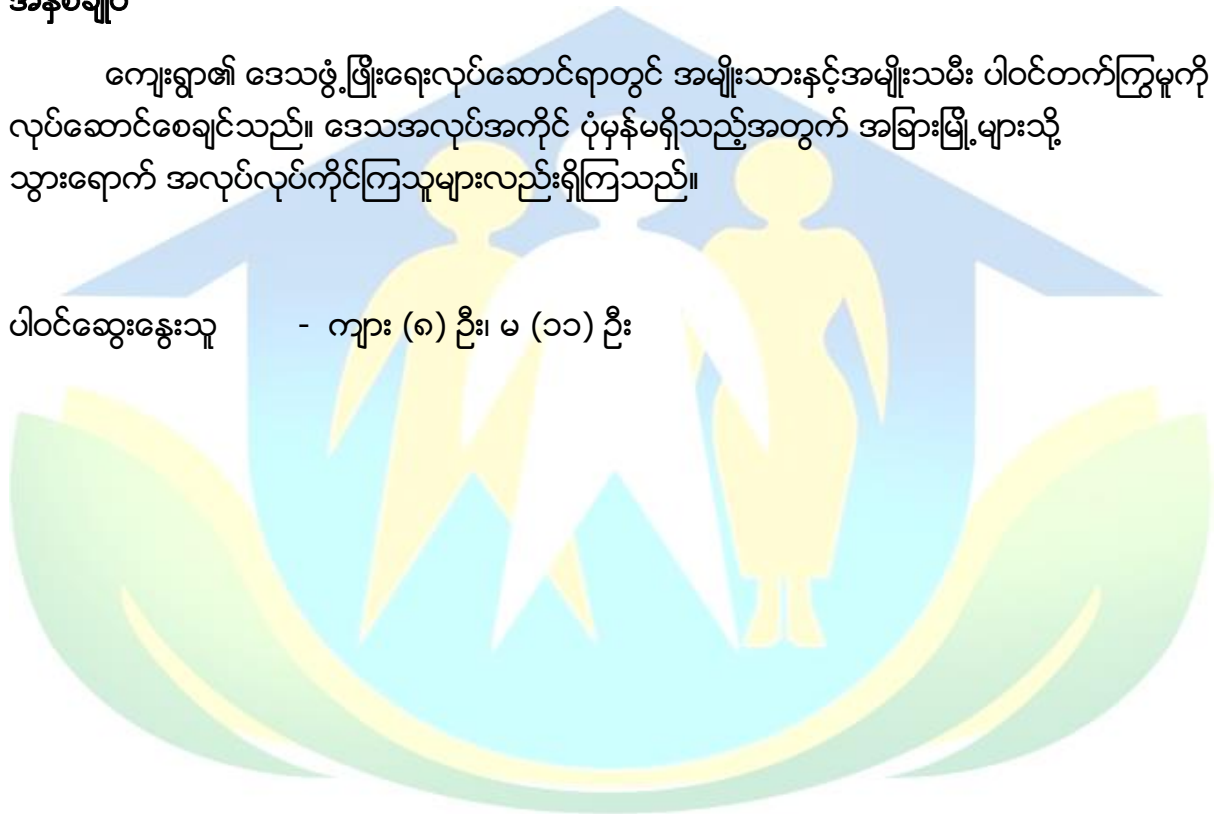 အနှစ်ချုပ်
ကျေးရွာ၏ ဒေသဖွံ့ဖြိုးရေးလုပ်ဆောင်ရာတွင် အမျိုးသားနှင့်အမျိုးသမီး ပါဝင်တက်ကြွမူကို
လုပ်ဆောင်စေချင်သည်။ ဒေသအလုပ်အကိုင် ပုံမှန်မရှိသည့်အတွက် အခြားမြို့များသို့
သွားရောက် အလုပ်လုပ်ကိုင်ကြသူများလည်းရှိကြသည်။
ပါဝင်ဆွေးနွေးသူ - ကျား (၈) ဦး၊ မ (၁၁) ဦး